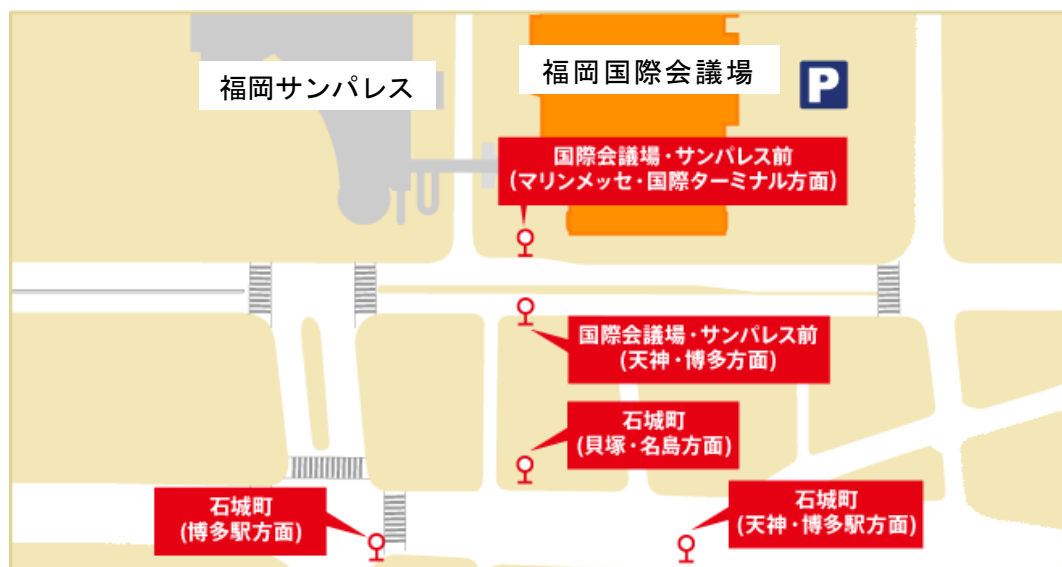 福岡サンパレス
福岡国際会議場
P
国際会議場・サンパレス前
(マリンメッセ・国際ターミナル方面)
国際会議場・サンパレス前
(天神・博多方面)
石城町
(貝塚・名島方面)
石城町
(博多駅方面)
石城町
(天神・博多駅方面)